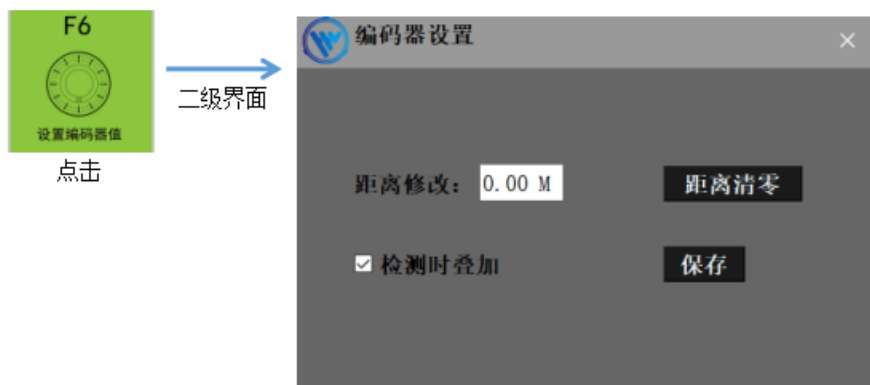 F6
设置编码器值
点击
二级界面
编码器设置
距离修改： 0.00 M 距离清零
检测时叠加 保存